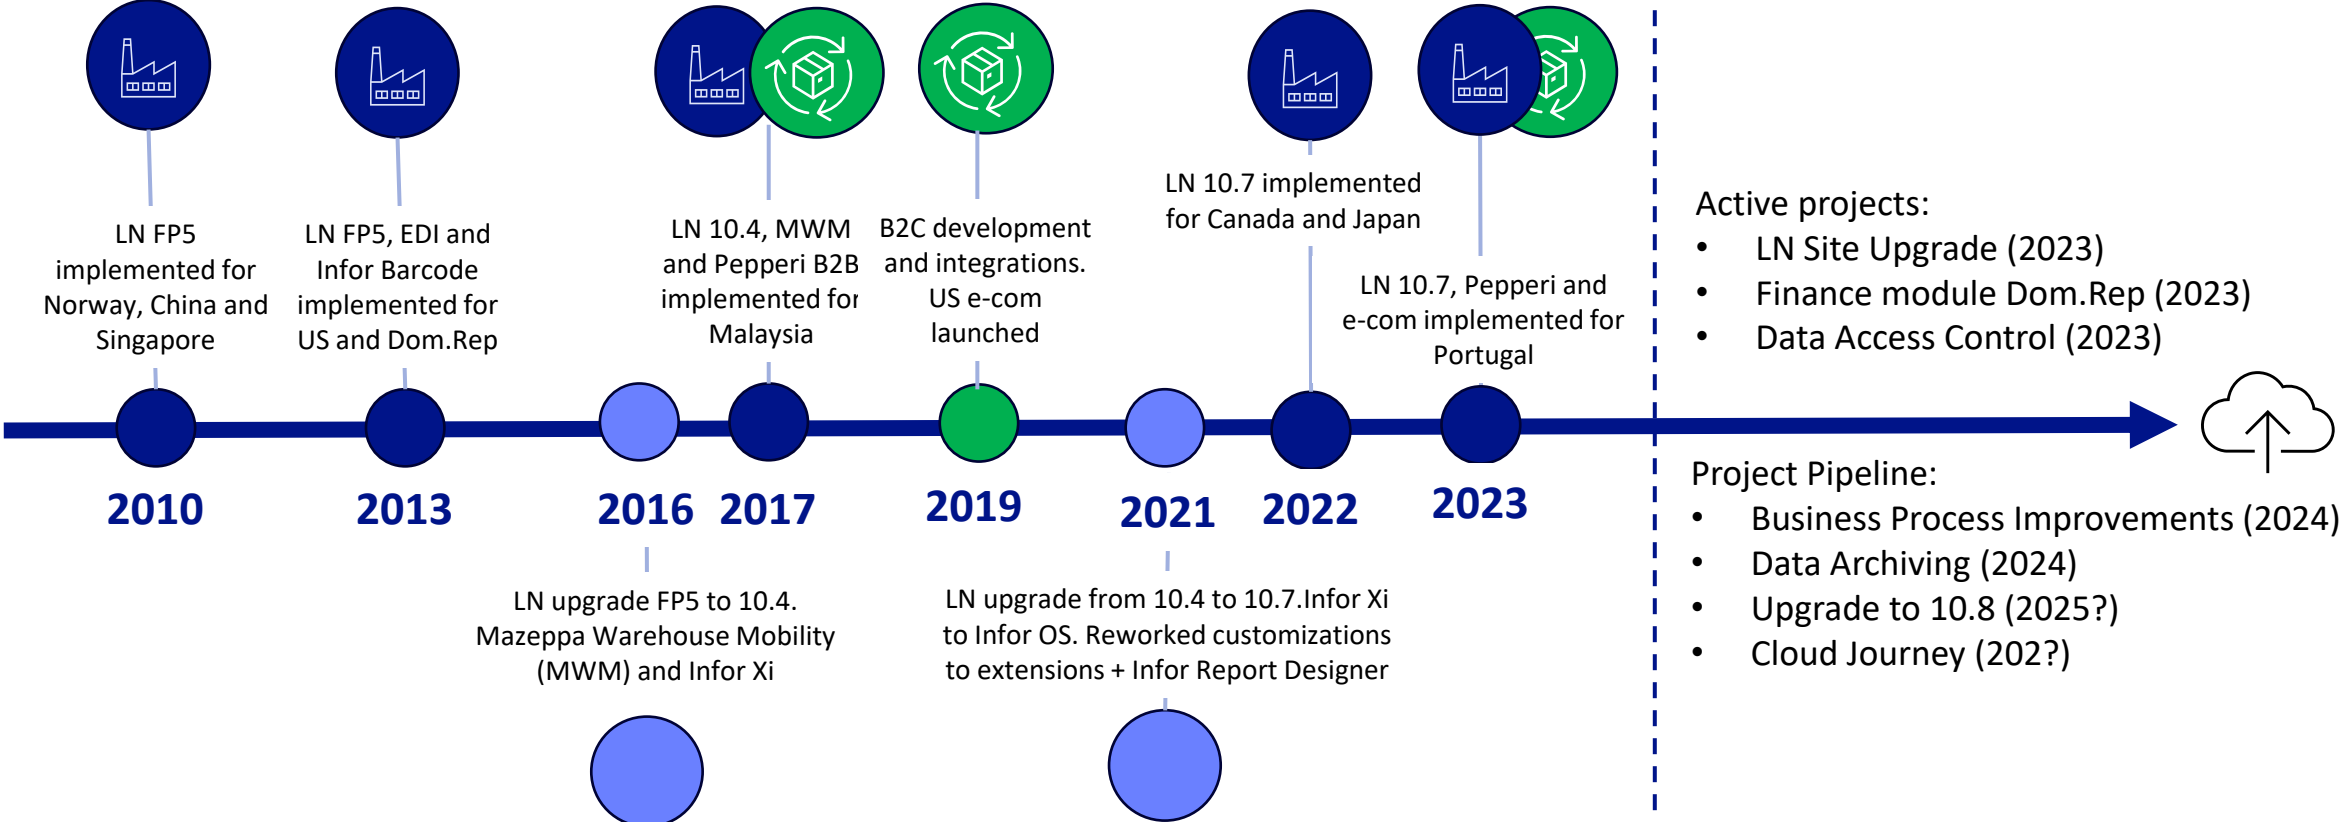 LN FP5
implemented for
Norway, China and
Singapore
LN FP5, EDI and
Infor Barcode
implemented for
US and Dom.Rep
LN 10.4, MWM
and Pepperi B2B
implemented for
Malaysia
B2C development
and integrations.
US e-com
launched
LN 10.7 implemented
for Canada and Japan
LN 10.7, Pepperi and
e-com implemented for
Portugal
2010
2013
2016
2017
2019
2021
2022
2023
LN upgrade FP5 to 10.4.
Mazeppa Warehouse Mobility
(MWM) and Infor Xi
LN upgrade from 10.4 to 10.7.Infor Xi
to Infor OS. Reworked customizations
to extensions + Infor Report Designer
Active projects:
• LN Site Upgrade (2023)
• Finance module Dom.Rep (2023)
• Data Access Control (2023)
Project Pipeline:
• Business Process Improvements (2024)
• Data Archiving (2024)
• Upgrade to 10.8 (2025?)
• Cloud Journey (202?)